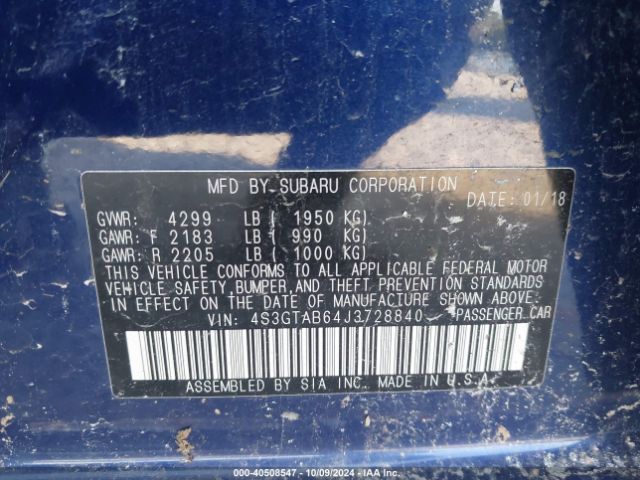 MFD BY SUBARU CORPORATION
DATE: 01/18
GVWR: 4299 LB ( 1950 KG)
GAWR: F 2183 LB ( 990 KG)
GAWR: R 2205 LB ( 1000 KG)
THIS VEHICLE CONFORMS TO ALL APPLICABLE FEDERAL MOTOR
VEHICLE SAFETY, BUMPER, AND THEFT PREVENTION STANDARDS
IN EFFECT ON THE DATE OF MANUFACTURE SHOWN ABOVE.
VIN: 4S3GTAB64J3728840 PASSENGER CAR
ASSEMBLED BY SIA INC. MADE IN U.S.A.
000-40508547 - 10/09/2024 - IAA Inc.